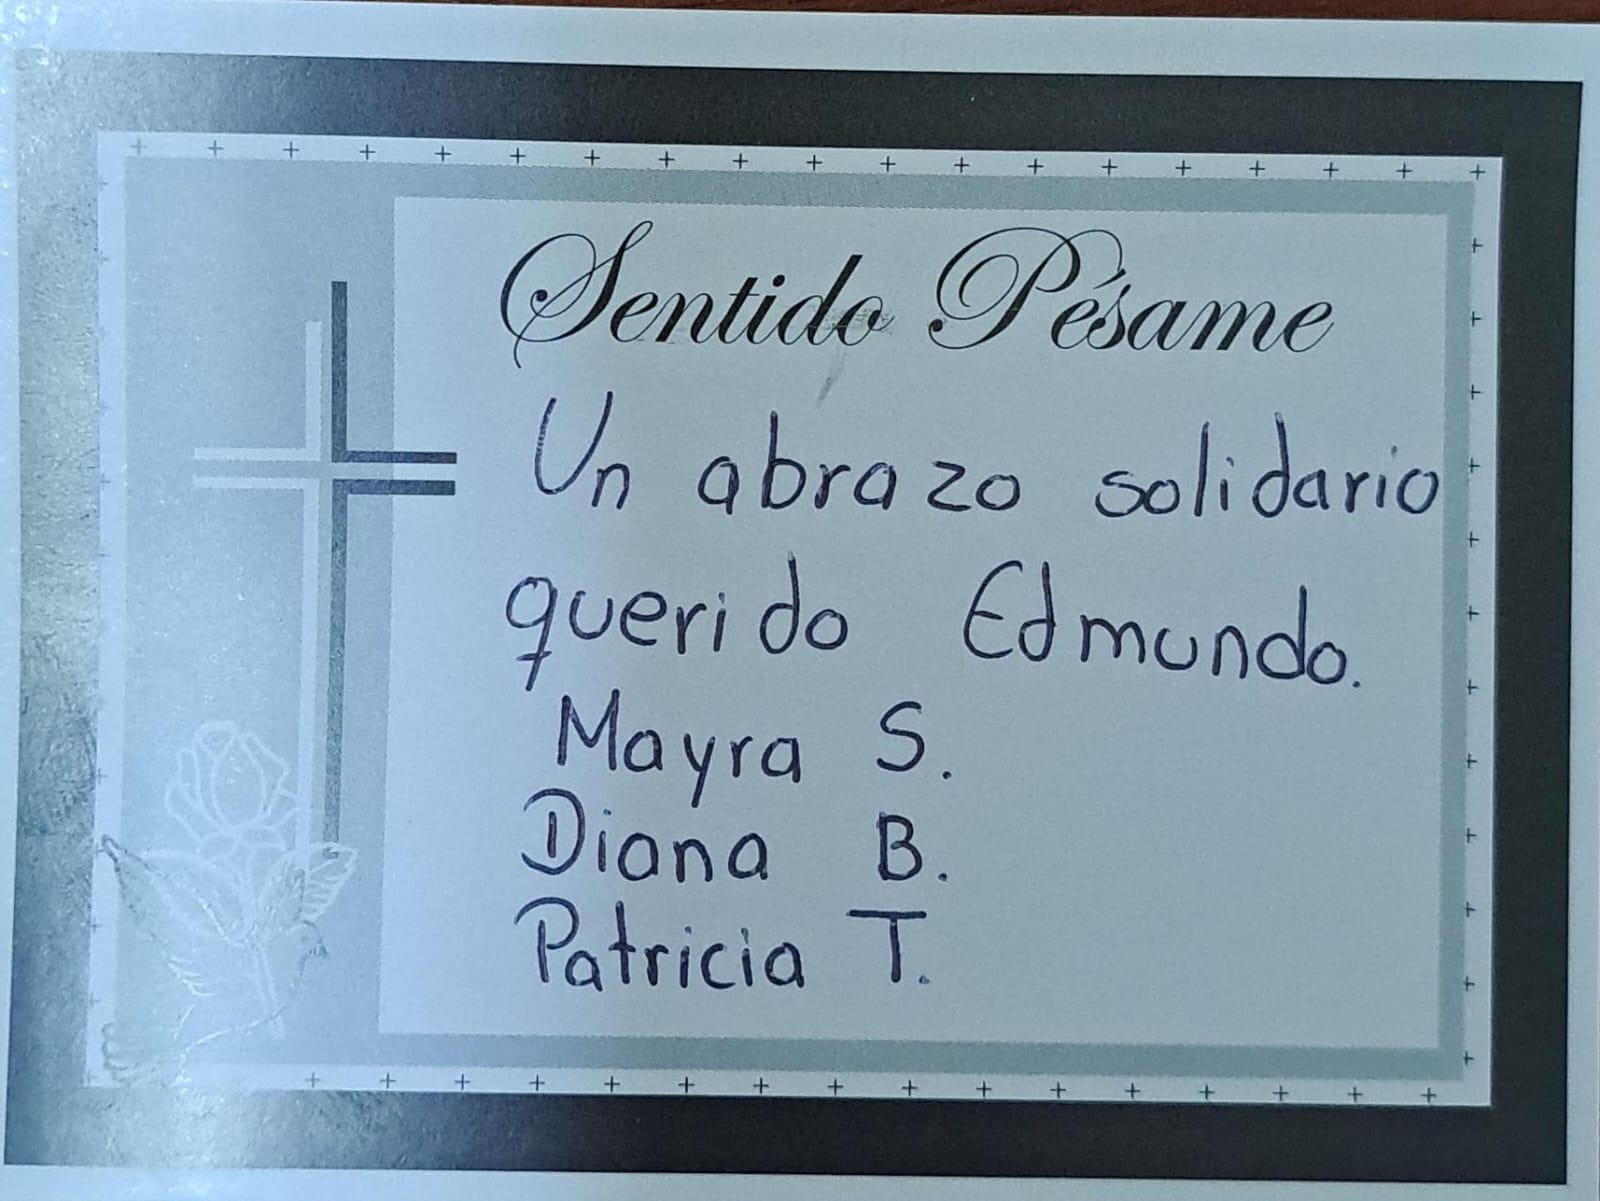 Sentido Pésame
Un abrazo solidario
querido Edmundo.
Mayra S.
Diana B.
Patricia T.